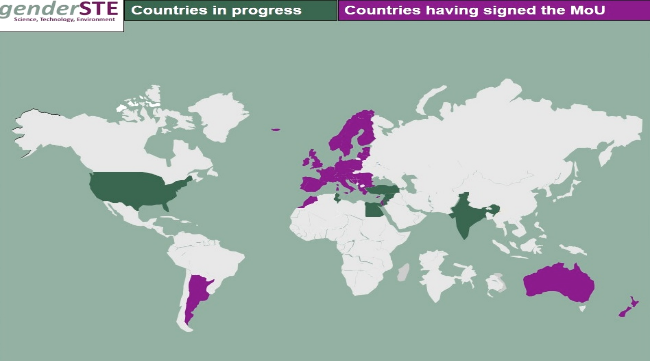 genderSTE
Science, Technology, Environment
Countries in progress
Countries having signed the MoU